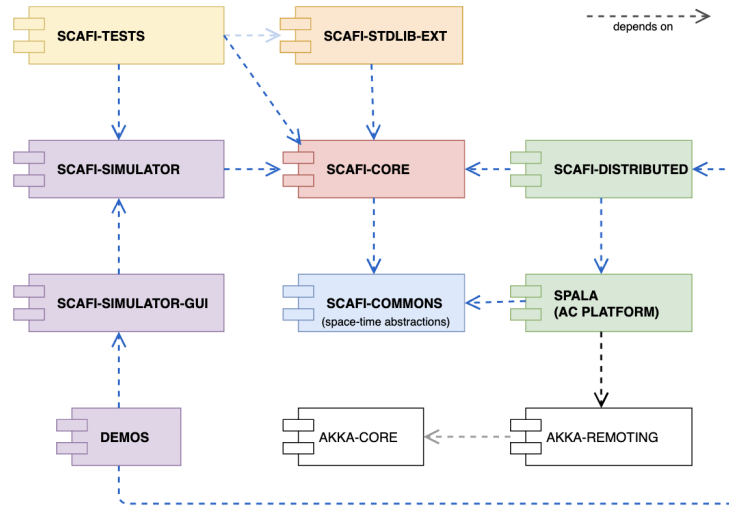 SCAFI-TESTS
SCAFI-STDLIB-EXT
depends on
SCAFI-SIMULATOR
SCAFI-CORE
SCAFI-DISTRIBUTED
SCAFI-SIMULATOR-GUI
SCAFI-COMMONS
(space-time abstractions)
SPALA
(AC PLATFORM)
DEMOS
AKKA-CORE
AKKA-REMOTING